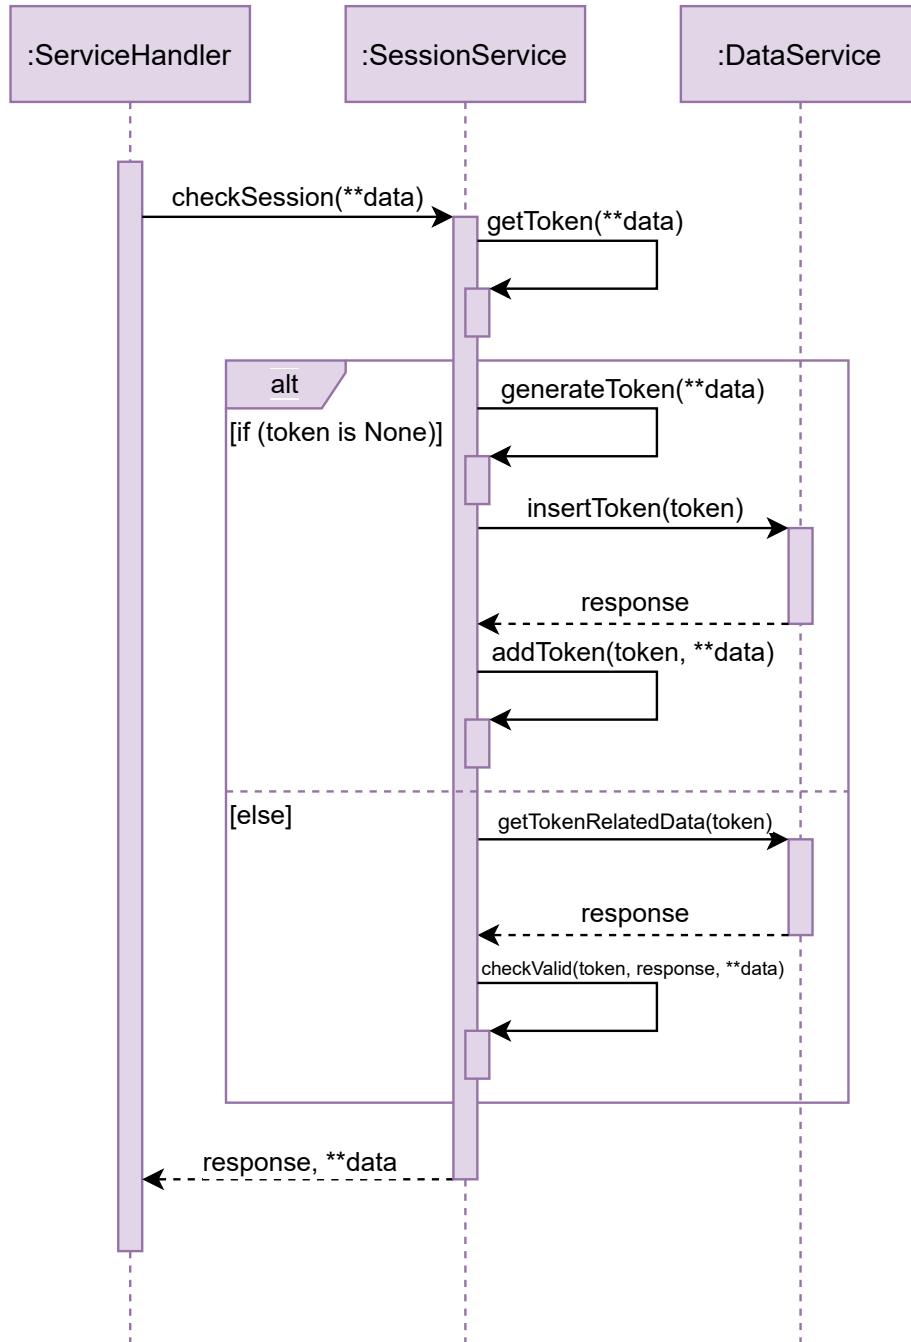 :ServiceHandler
:SessionService
:DataService
checkSession(**data)
getToken(**data)
alt
generateToken(**data)
[if (token is None)]
insertToken(token)
response
addToken(token, **data)
[else]
getTokenRelatedData(token)
response
checkValid(token, response, **data)
response, **data